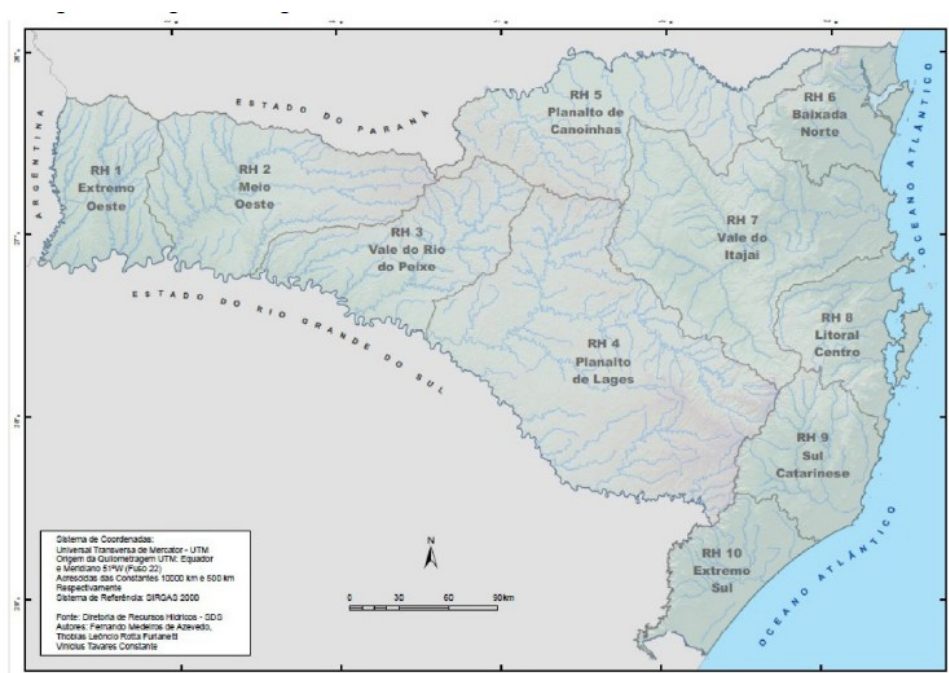 ESTADO DO PARANÁ
ARGENTINA
OCEANO ATLÂNTICO
RH 5
Planalto de
Canoinhas
RH 6
Baixada
Norte
RH 1
Extremo
Oeste
RH 2
Meio
Oeste
RH 3
Vale do Rio
do Peixe
RH 7
Vale do
Itajaí
ESTADO DO RIO GRANDE DO SUL
RH 4
Planalto
de Lages
RH 8
Litoral
Centro
RH 9
Sul
Catarinese
RH 10
Extremo
Sul
OCEANO ATLÂNTICO
Sistema de Coordenadas:
Universal Transversa de Mercator - UTM
Origem da Quilometragem UTM: Equador
e Meridiano 51ºW (Fuso 22)
Acrescidas das Constantes 10000 km e 500 km
Respectivamente
Sistema de Referência: SIRGAS 2000
Fonte: Diretoria de Recursos Hídricos - SDS
Autores: Fernando Medeiros de Azevedo,
Thobias Leôncio Rotta Furlanetti
Vinicius Tavares Constante
N
0 15 30 60 90km